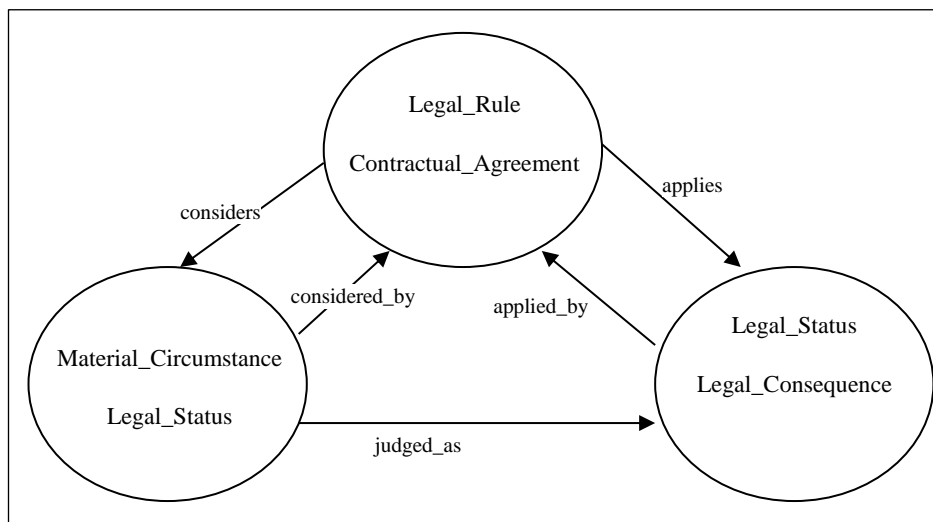 Legal_Rule
Contractual_Agreement
considers
applies
considered_by
applied_by
Material_Circumstance
Legal_Status
Legal_Status
Legal_Consequence
judged_as